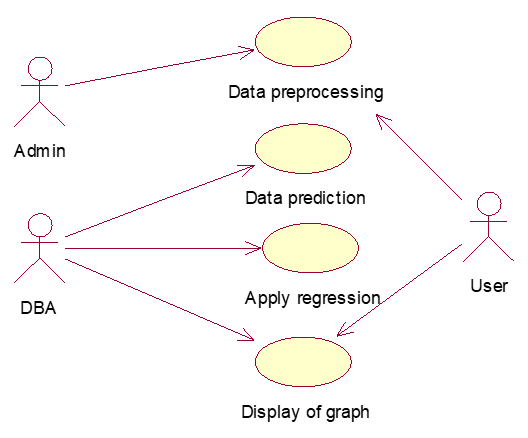 Data preprocessing
Admin
Data prediction
User
Apply regression
DBA
Display of graph